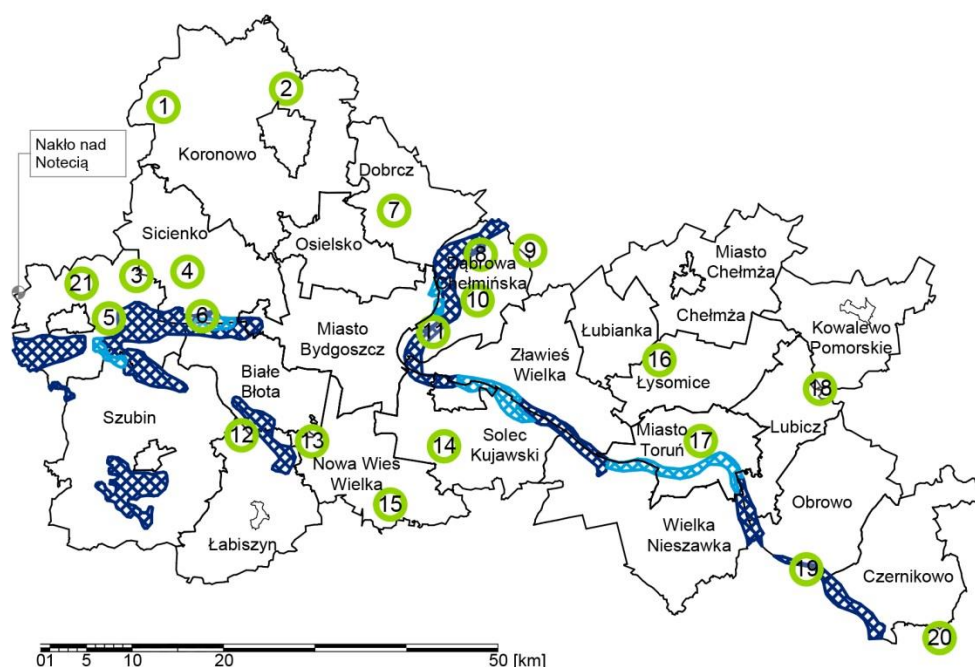 2
1
Nakło nad
Notecią
Koronowo
Dobrcz
7
Sicienko
Osielsko
8
9
Dąbrowa
Chełmińska
Miasto
Chełmża
21
3
4
10
Chełmża
5
6
Miasto
Bydgoszcz
11
Łubianka
Kowalewo
Pomorskie
Zławieś
Wielka
16
Łysomice
Białe
Błota
18
Szubin
12
13
14
Solec
Kujawski
Miasto
Toruń
17
Lubicz
Nowa Wieś
Wielka
15
Obrowo
Wielka
Nieszawka
Łabiszyn
19
Czernikowo
20
01 5 10 20 50 [km]